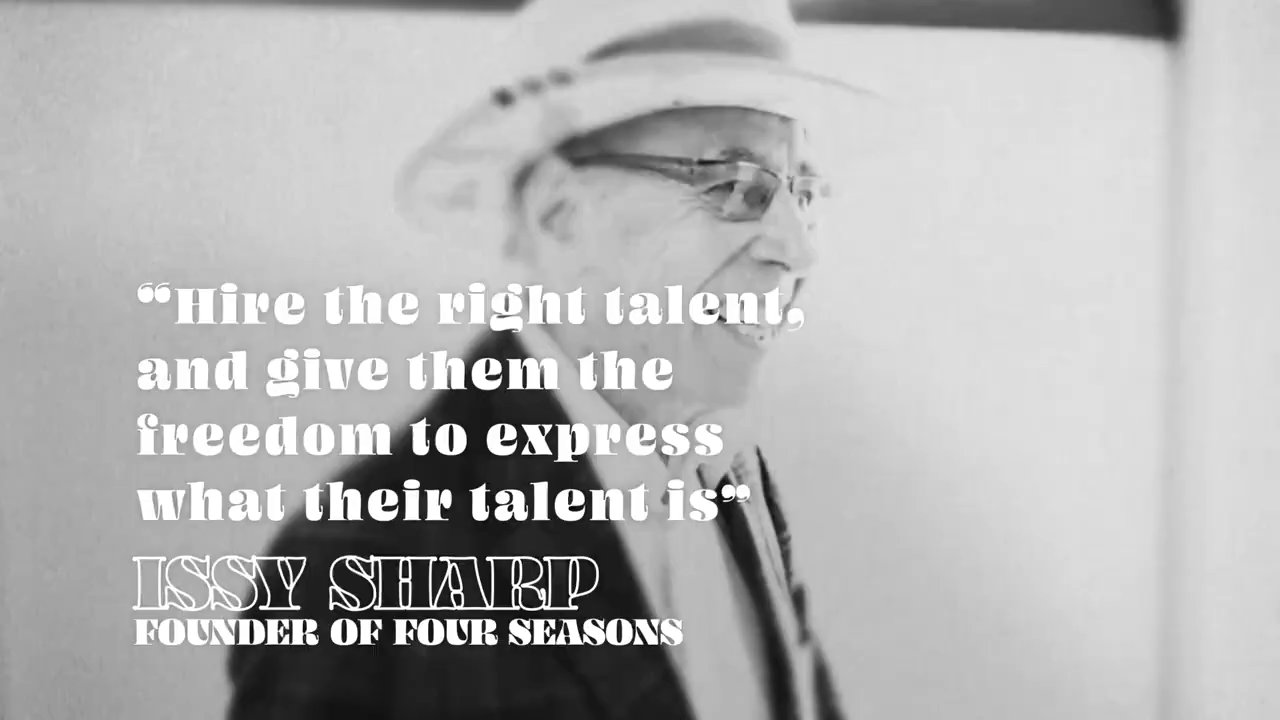 “Hire the right talent,
and give them the
freedom to express
what their talent is”
ISSY SHARP
FOUNDER OF FOUR SEASONS